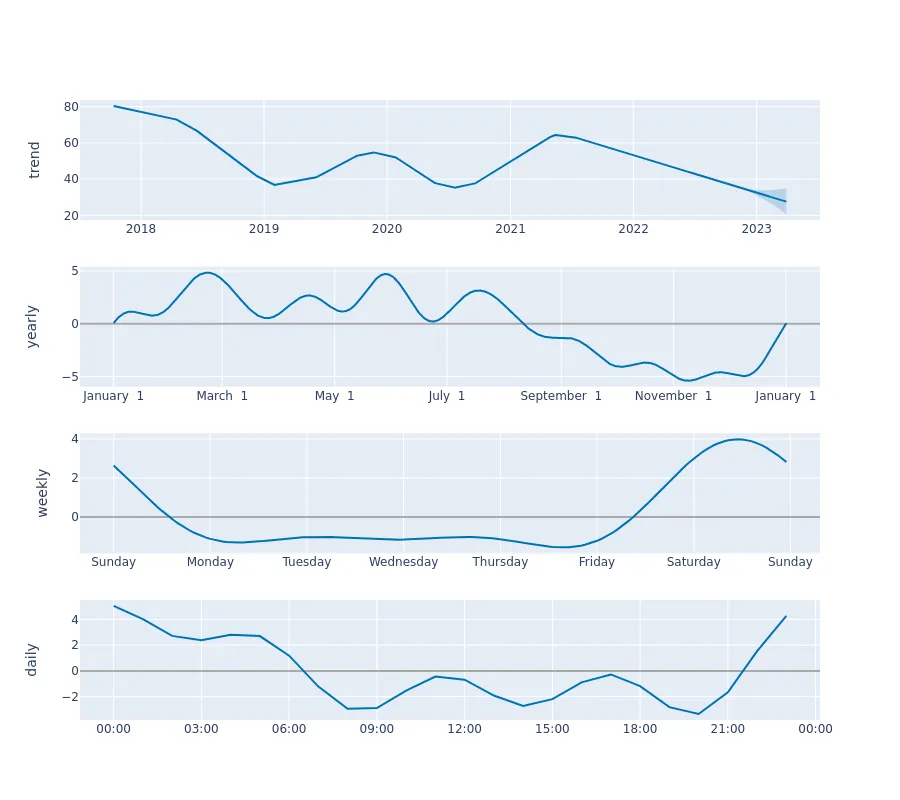 trend
80
60
40
20
2018 2019 2020 2021 2022 2023
yearly
5
0
−5
January 1 March 1 May 1 July 1 September 1 November 1 January 1
weekly
4
2
0
Sunday Monday Tuesday Wednesday Thursday Friday Saturday Sunday
daily
4
2
0
−2
00:00 03:00 06:00 09:00 12:00 15:00 18:00 21:00 00:00